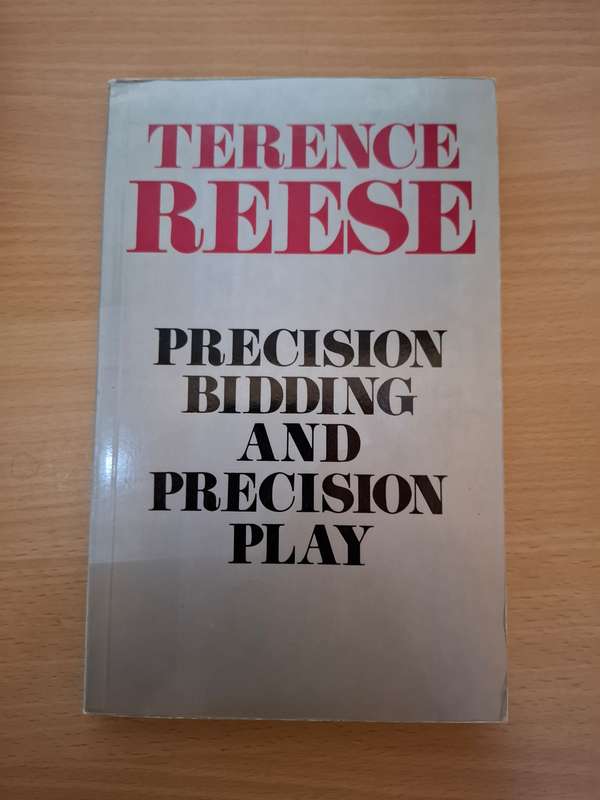 TERENCE
REESE
PRECISION
BIDDING
AND
PRECISION
PLAY